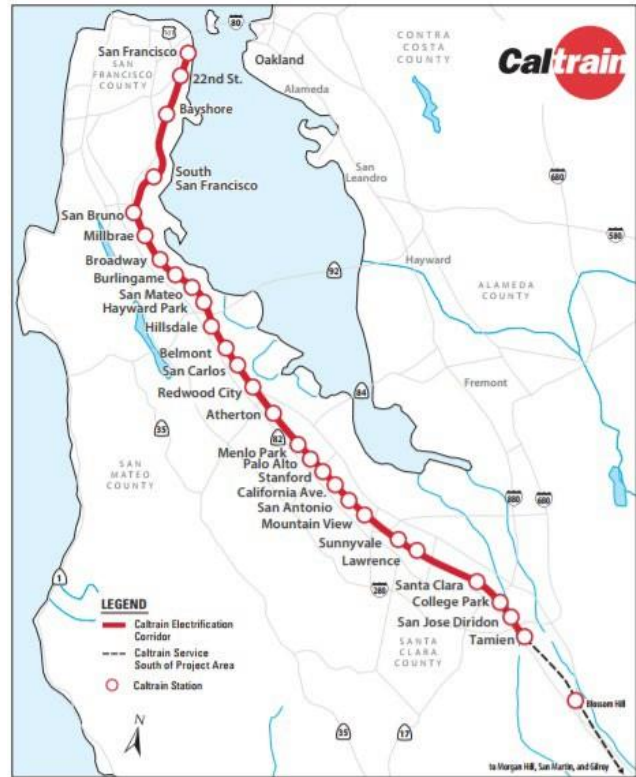 Caltrain
101
80
San Francisco
SAN
FRANCISCO
COUNTY
22nd St.
Bayshore
South
San Francisco
San Bruno
Millbrae
Broadway
Burlingame
San Mateo
Hayward Park
Hillsdale
Belmont
San Carlos
Redwood City
Atherton
Menlo Park
Palo Alto
Stanford
California Ave.
San Antonio
Mountain View
Sunnyvale
Lawrence
Santa Clara
College Park
San Jose Diridon
Tamien
Blossom Hill
to Morgan Hill, San Martin, and Gilroy
Oakland
Alameda
CONTRA
COSTA
COUNTY
San
Leandro
680
580
Hayward
92
ALAMEDA
COUNTY
Fremont
84
35
82
SAN
MATEO
COUNTY
880
680
280
1
SANTA
CLARA
COUNTY
35
17
LEGEND
Caltrain Electrification
Corridor
Caltrain Service
South of Project Area
Caltrain Station
N